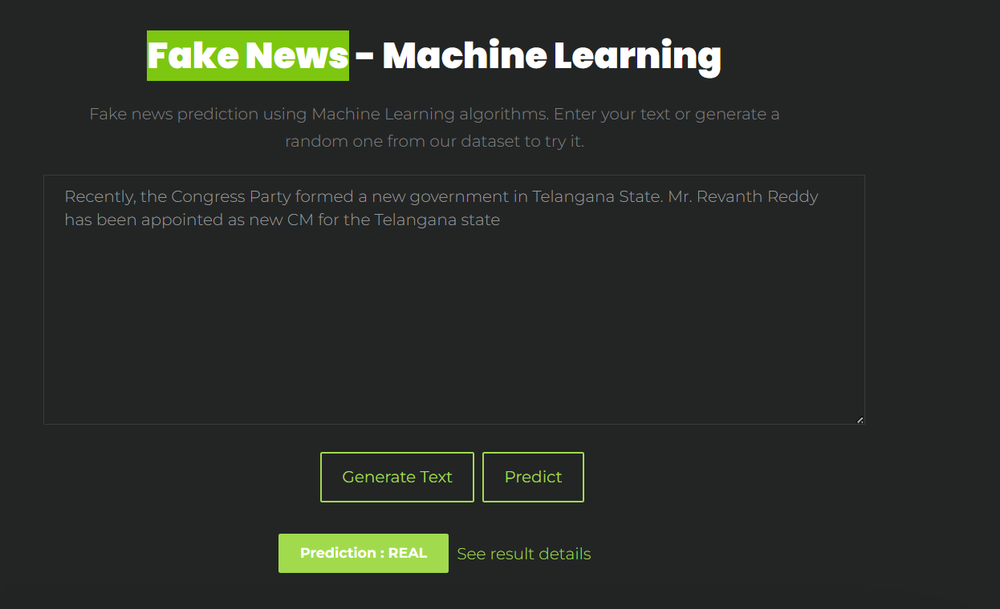 Fake News - Machine Learning
Fake news prediction using Machine Learning algorithms. Enter your text or generate a
random one from our dataset to try it.
Recently, the Congress Party formed a new government in Telangana State. Mr. Revanth Reddy
has been appointed as new CM for the Telangana state
Generate Text
Predict
Prediction : REAL
See result details